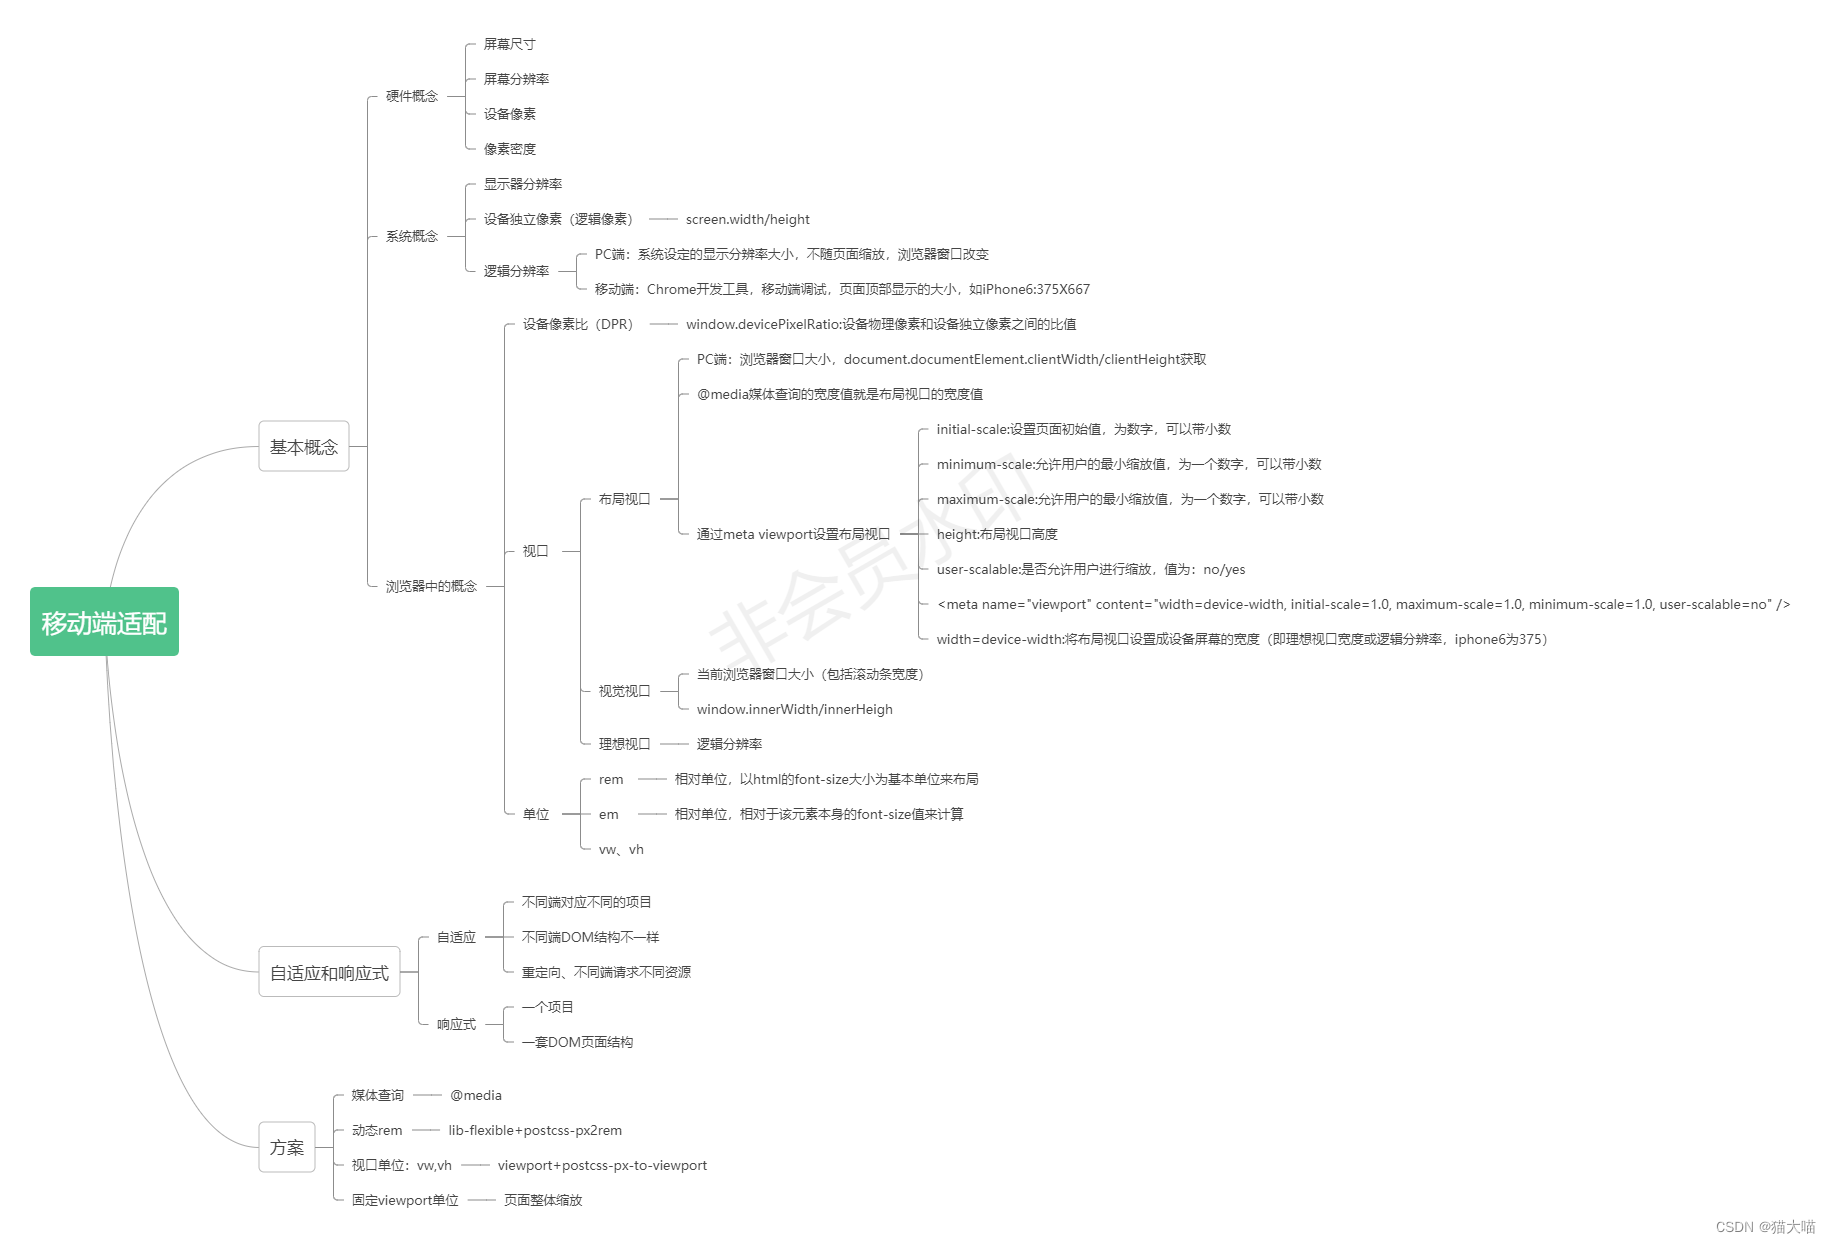 移动端适配
基本概念
硬件概念
屏幕尺寸
屏幕分辨率
设备像素
像素密度
系统概念
显示器分辨率
设备独立像素（逻辑像素）
screen.width/height
逻辑分辨率
PC端：系统设定的显示分辨率大小，不随页面缩放，浏览器窗口改变
移动端：Chrome开发工具，移动端调试，页面顶部显示的大小，如iPhone6:375X667
浏览器中的概念
设备像素比（DPR）
window.devicePixelRatio:设备物理像素和设备独立像素之间的比值
视口
布局视口
PC端：浏览器窗口大小，document.documentElement.clientWidth/clientHeight获取
@media媒体查询的宽度值就是布局视口的宽度值
通过meta viewport设置布局视口
initial-scale:设置页面初始值，为数字，可以带小数
minimum-scale:允许用户的最小缩放值，为一个数字，可以带小数
maximum-scale:允许用户的最小缩放值，为一个数字，可以带小数
height:布局视口高度
user-scalable:是否允许用户进行缩放，值为：no/yes
<meta name="viewport" content="width=device-width, initial-scale=1.0, maximum-scale=1.0, minimum-scale=1.0, user-scalable=no" />
width=device-width:将布局视口设置成设备屏幕的宽度（即理想视口宽度或逻辑分辨率，iphone6为375）
视觉视口
当前浏览器窗口大小（包括滚动条宽度）
window.innerWidth/innerHeigh
理想视口
逻辑分辨率
单位
rem
相对单位，以html的font-size大小为基本单位来布局
em
相对单位，相对于该元素本身的font-size值来计算
vw、vh
自适应和响应式
自适应
不同端对应不同的项目
不同端DOM结构不一样
重定向、不同端请求不同资源
响应式
一个项目
一套DOM页面结构
方案
媒体查询
@media
动态rem
lib-flexible+postcss-px2rem
视口单位：vw,vh
viewport+postcss-px-to-viewport
固定viewport单位
页面整体缩放
非会员水印
CSDN @猫大喵